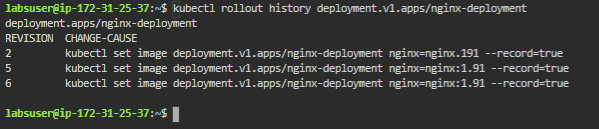 labsuser@ip-172-31-25-37:~$ kubectl rollout history deployment.v1.apps/nginx-deployment
deployment.apps/nginx-deployment
REVISION  CHANGE-CAUSE
2         kubectl set image deployment.v1.apps/nginx-deployment nginx=nginx.191 --record=true
5         kubectl set image deployment.v1.apps/nginx-deployment nginx=nginx:1.91 --record=true
6         kubectl set image deployment.v1.apps/nginx-deployment nginx=nginx:1.91 --record=true
labsuser@ip-172-31-25-37:~$